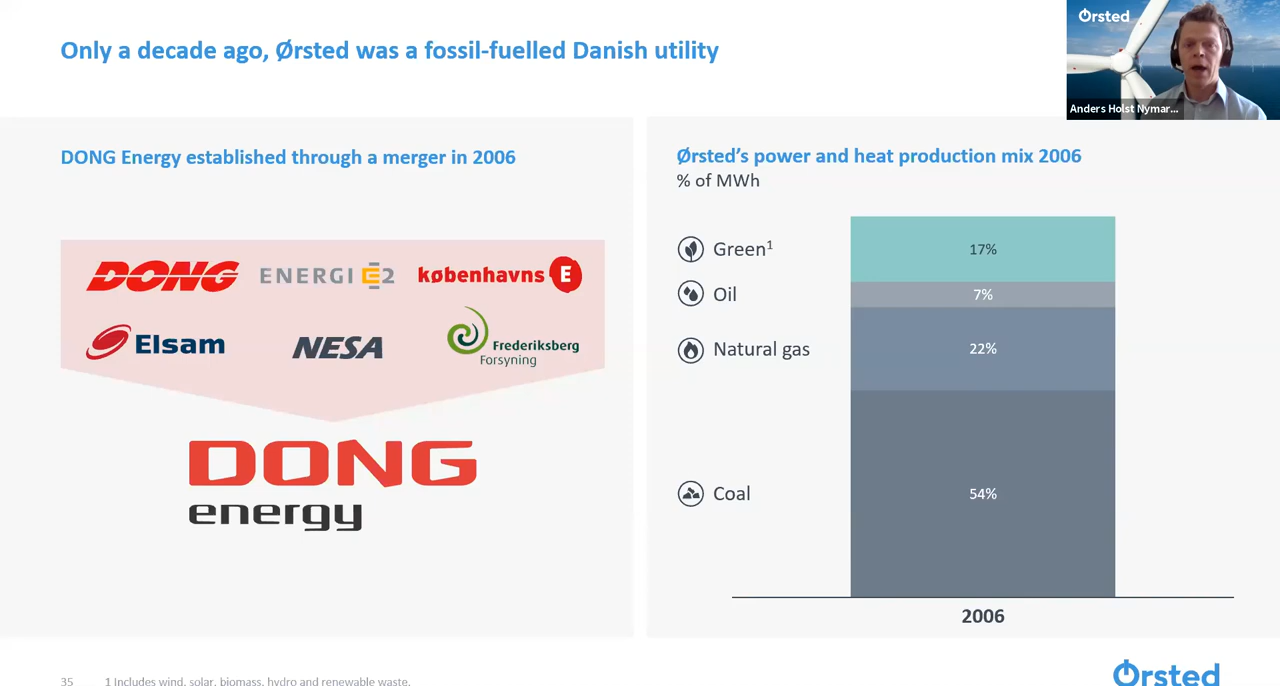 Only a decade ago, Ørsted was a fossil-fuelled Danish utility
Ørsted
Anders Holst Nymar...
DONG Energy established through a merger in 2006
DONG
ENERGI E2
københavns E
Elsam
NESA
Frederiksberg
Forsyning
DONG
energy
Ørsted's power and heat production mix 2006
% of MWh
Green¹
17%
Oil
7%
Natural gas
22%
Coal
54%
2006
35
1 Includes wind, solar, biomass, hydro and renewable waste.
Ørsted